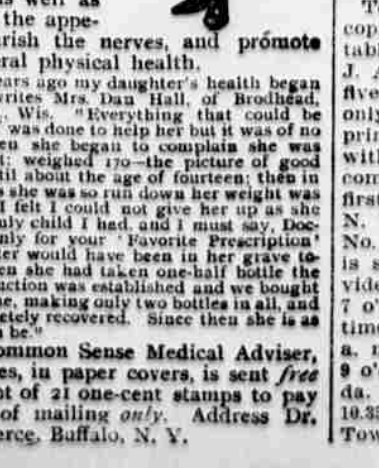 the appe-
urish the nerves, and promote
ral physical health.
ears ago my daughter's health began
writes Mrs. Dan Hall, of Brodhead,
Wis. "Everything that could be
was done to help her but it was of no
en she began to complain she was
t; weighed 170—the picture of good
til about the age of fourteen; then in
s she was so run down her weight was
I felt I could not give her up as she
nly child I had, and I must say, Doc-
nly for your 'Favorite Prescription'
ter would have been in her grave to-
en she had taken one-half bottle the
nction was established and we bought
ne, making only two bottles in all, and
etely recovered. Since then she is as
n be."
ommon Sense Medical Adviser,
es, in paper covers, is sent free
pt of 21 one-cent stamps to pay
of mailing only. Address Dr.
erce, Buffalo, N. Y.
cop
tabl
J. A
five
only
prin
with
com
first
N.
No.
is s
vide
7 o'
time
a. n
9 o'
da.
10.35
Tow